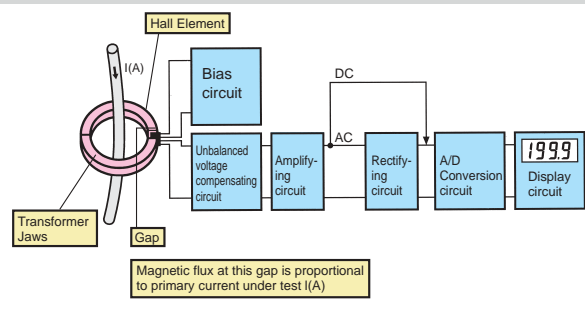 Hall Element
I(A)
Bias
circuit
DC
AC
Unbalanced
voltage
compensating
circuit
Amplify-
ing
circuit
Rectify-
ing
circuit
A/D
Conversion
circuit
199.9
Display
circuit
Transformer
Jaws
Gap
Magnetic flux at this gap is proportional
to primary current under test I(A)